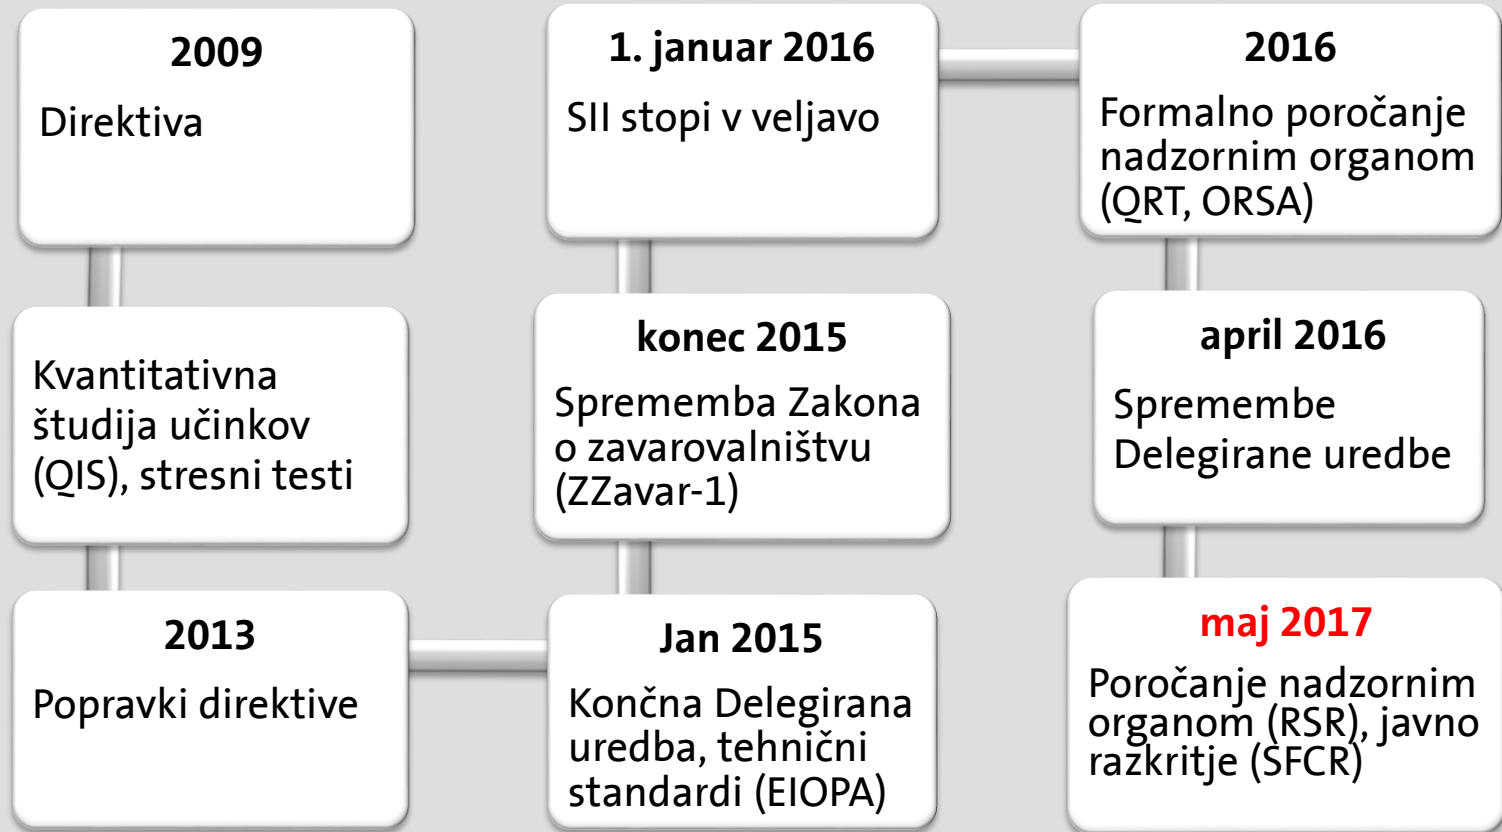 2009
Direktiva
Kvantitativna
študija učinkov
(QIS), stresni testi
2013
Popravki direktive
Jan 2015
Končna Delegirana
uredba, tehnični
standardi (EIOPA)
konec 2015
Sprememba Zakona
o zavarovalništvu
(ZZavar-1)
1. januar 2016
SII stopi v veljavo
2016
Formalno poročanje
nadzornim organom
(QRT, ORSA)
april 2016
Spremembe
Delegirane uredbe
maj 2017
Poročanje nadzornim
organom (RSR), javno
razkritje (SFCR)